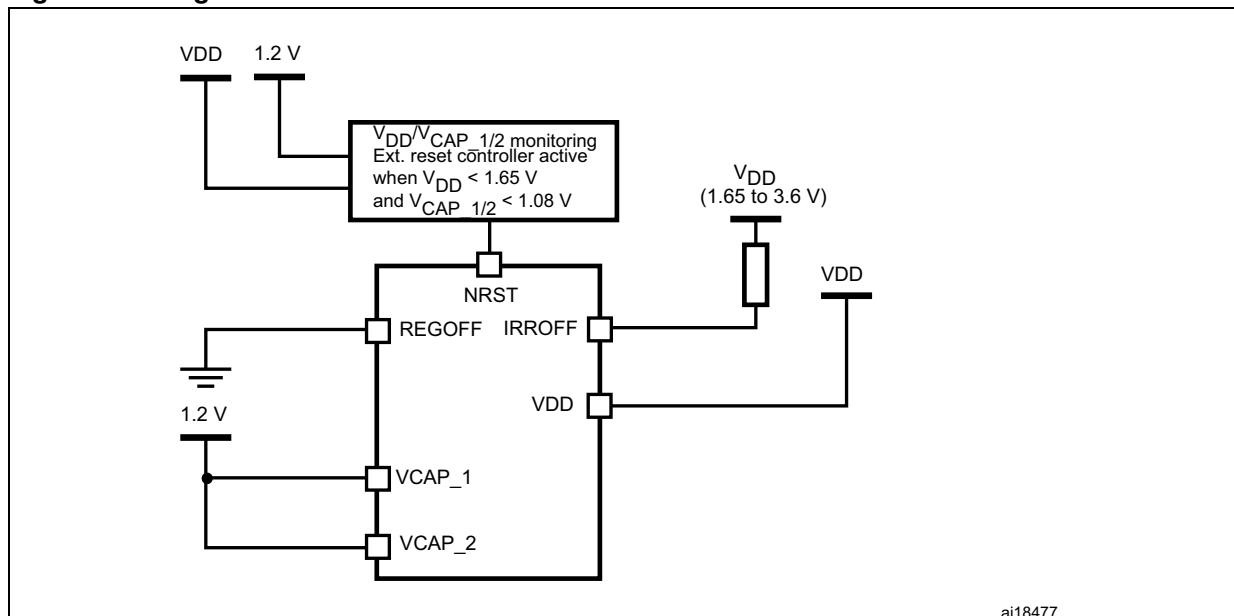 VDD 1.2 V
VDD/VCAP_1/2 monitoring
Ext. reset controller active
when VDD < 1.65 V
and VCAP_1/2 < 1.08 V
VDD
(1.65 to 3.6 V)
VDD
NRST
REGOFF IRROFF
VDD
1.2 V
VCAP_1
VCAP_2
ai18477